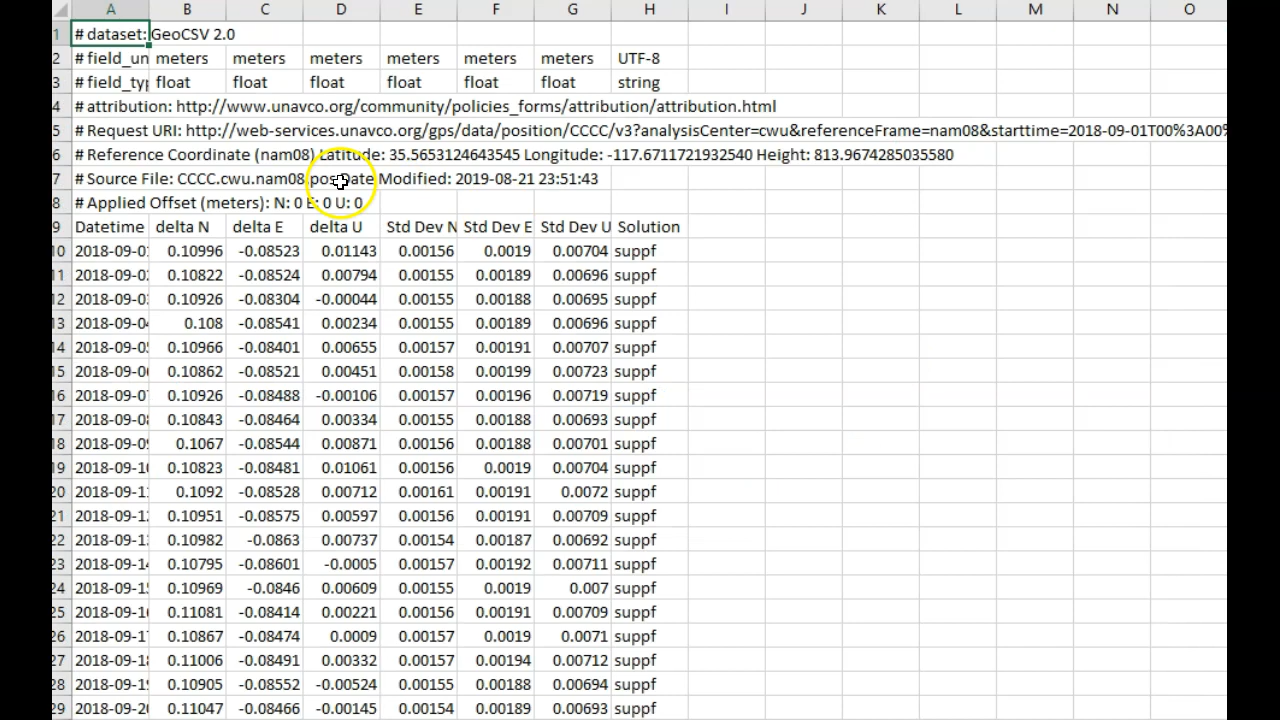 A B C D E F G H I J K L M N O
1 # dataset: GeoCSV 2.0
2 # field_un meters meters meters meters meters meters UTF-8
3 # field_typ float float float float float float string
4 # attribution: http://www.unavco.org/community/policies_forms/attribution/attribution.html
5 # Request URI: http://web-services.unavco.org/gps/data/position/CCCC/v3?analysisCenter=cwu&referenceFrame=nam08&starttime=2018-09-01T00%3A00%
6 # Reference Coordinate (nam08) Latitude: 35.5653124643545 Longitude: -117.6711721932540 Height: 813.9674285035580
7 # Source File: CCCC.cwu.nam08.pos Date Modified: 2019-08-21 23:51:43
8 # Applied Offset (meters): N: 0 E: 0 U: 0
9 Datetime delta N delta E delta U Std Dev N Std Dev E Std Dev U Solution
10 2018-09-01 0.10996 -0.08523 0.01143 0.00156 0.0019 0.00704 suppf
11 2018-09-02 0.10822 -0.08524 0.00794 0.00155 0.00189 0.00696 suppf
12 2018-09-03 0.10926 -0.08304 -0.00044 0.00155 0.00188 0.00695 suppf
13 2018-09-04 0.108 -0.08541 0.00234 0.00155 0.00189 0.00696 suppf
14 2018-09-05 0.10966 -0.08401 0.00655 0.00157 0.00191 0.00707 suppf
15 2018-09-06 0.10862 -0.08521 0.00451 0.00158 0.00199 0.00723 suppf
16 2018-09-07 0.10926 -0.08488 -0.00106 0.00157 0.00196 0.00719 suppf
17 2018-09-08 0.10843 -0.08464 0.00334 0.00155 0.00188 0.00693 suppf
18 2018-09-09 0.1067 -0.08544 0.00871 0.00156 0.00188 0.00701 suppf
19 2018-09-10 0.10823 -0.08481 0.01061 0.00156 0.0019 0.00704 suppf
20 2018-09-11 0.1092 -0.08528 0.00712 0.00161 0.00191 0.0072 suppf
21 2018-09-12 0.10951 -0.08575 0.00597 0.00156 0.00191 0.00709 suppf
22 2018-09-13 0.10982 -0.0863 0.00737 0.00154 0.00187 0.00692 suppf
23 2018-09-14 0.10795 -0.08601 -0.0005 0.00157 0.00192 0.00711 suppf
24 2018-09-15 0.10969 -0.0846 0.00609 0.00155 0.0019 0.007 suppf
25 2018-09-16 0.11081 -0.08414 0.00221 0.00156 0.00191 0.00709 suppf
26 2018-09-17 0.10867 -0.08474 0.0009 0.00157 0.0019 0.0071 suppf
27 2018-09-18 0.11006 -0.08491 0.00332 0.00157 0.00194 0.00712 suppf
28 2018-09-19 0.10905 -0.08552 -0.00524 0.00155 0.00188 0.00694 suppf
29 2018-09-20 0.11047 -0.08466 -0.00145 0.00154 0.00189 0.00693 suppf